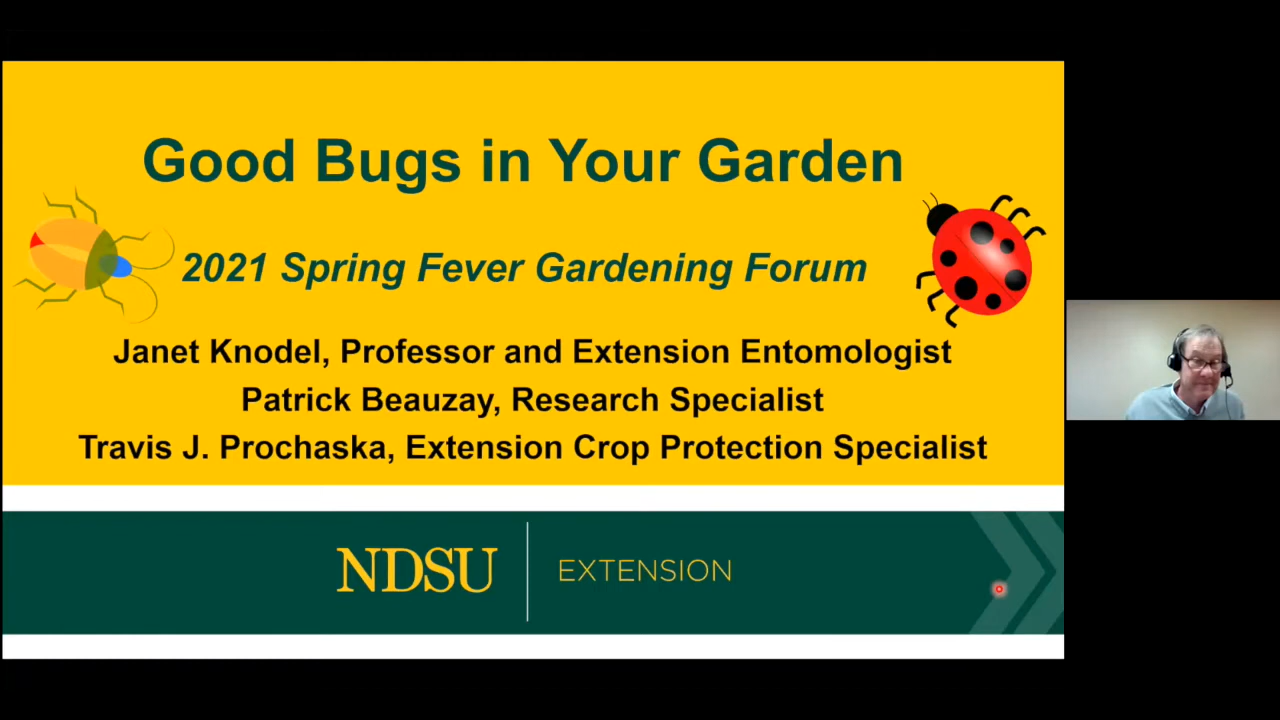 Good Bugs in Your Garden
2021 Spring Fever Gardening Forum
Janet Knodel, Professor and Extension Entomologist
Patrick Beauzay, Research Specialist
Travis J. Prochaska, Extension Crop Protection Specialist
NDSU EXTENSION